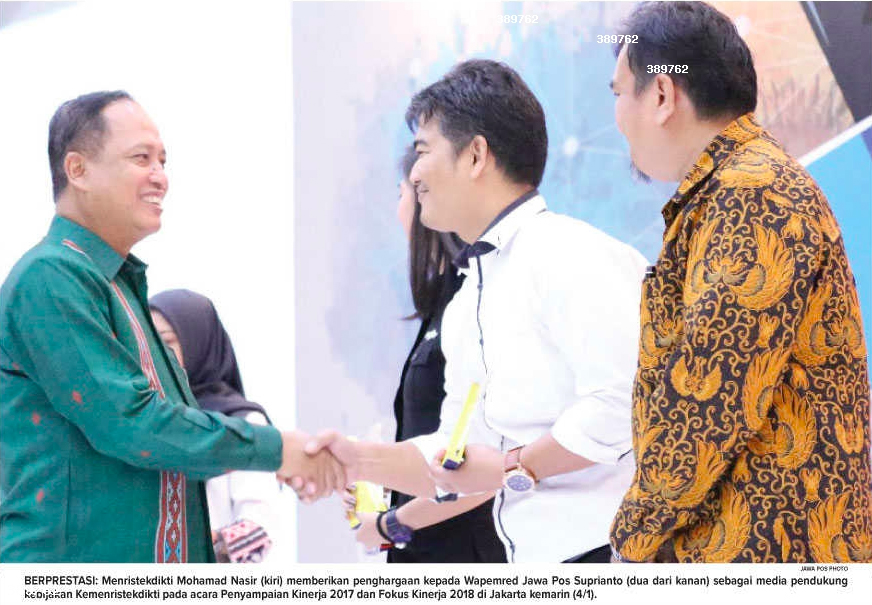 389762
389762
389762
JAWA POS PHOTO
BERPRESTASI: Menristekdikti Mohamad Nasir (kiri) memberikan penghargaan kepada Wapemred Jawa Pos Suprianto (dua dari kanan) sebagai media pendukung
kebijakan Kemenristekdikti pada acara Penyampaian Kinerja 2017 dan Fokus Kinerja 2018 di Jakarta kemarin (4/1).